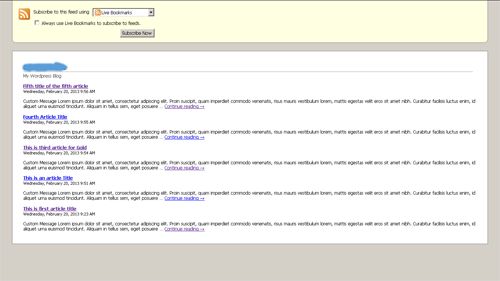 Subscribe to this feed using
Live Bookmarks
Always use Live Bookmarks to subscribe to feeds.
Subscribe Now
My Wordpress Blog
Fifth title of the fifth article
Wednesday, February 20, 2013 9:56 AM
Custom Message Lorem ipsum dolor sit amet, consectetur adipiscing elit. Proin suscipit, quam imperdiet commodo venenatis, risus mauris vestibulum lorem, mattis egestas velit eros sit amet nibh. Curabitur facilisis luctus enim, id
aliquet urna euismod tincidunt. Aliquam in tellus sem, eget posuere ... Continue reading →
Fourth Article Title
Wednesday, February 20, 2013 9:55 AM
Custom Message Lorem ipsum dolor sit amet, consectetur adipiscing elit. Proin suscipit, quam imperdiet commodo venenatis, risus mauris vestibulum lorem, mattis egestas velit eros sit amet nibh. Curabitur facilisis luctus enim, id
aliquet urna euismod tincidunt. Aliquam in tellus sem, eget posuere ... Continue reading →
This is third article for Gold
Wednesday, February 20, 2013 9:54 AM
Custom Message Lorem ipsum dolor sit amet, consectetur adipiscing elit. Proin suscipit, quam imperdiet commodo venenatis, risus mauris vestibulum lorem, mattis egestas velit eros sit amet nibh. Curabitur facilisis luctus enim, id
aliquet urna euismod tincidunt. Aliquam in tellus sem, eget posuere ... Continue reading →
This is an article Title
Wednesday, February 20, 2013 9:51 AM
Custom Message Lorem ipsum dolor sit amet, consectetur adipiscing elit. Proin suscipit, quam imperdiet commodo venenatis, risus mauris vestibulum lorem, mattis egestas velit eros sit amet nibh. Curabitur facilisis luctus enim, id
aliquet urna euismod tincidunt. Aliquam in tellus sem, eget posuere ... Continue reading →
This is first article title
Wednesday, February 20, 2013 9:23 AM
Custom Message Lorem ipsum dolor sit amet, consectetur adipiscing elit. Proin suscipit, quam imperdiet commodo venenatis, risus mauris vestibulum lorem, mattis egestas velit eros sit amet nibh. Curabitur facilisis luctus enim, id
aliquet urna euismod tincidunt. Aliquam in tellus sem, eget posuere ... Continue reading →